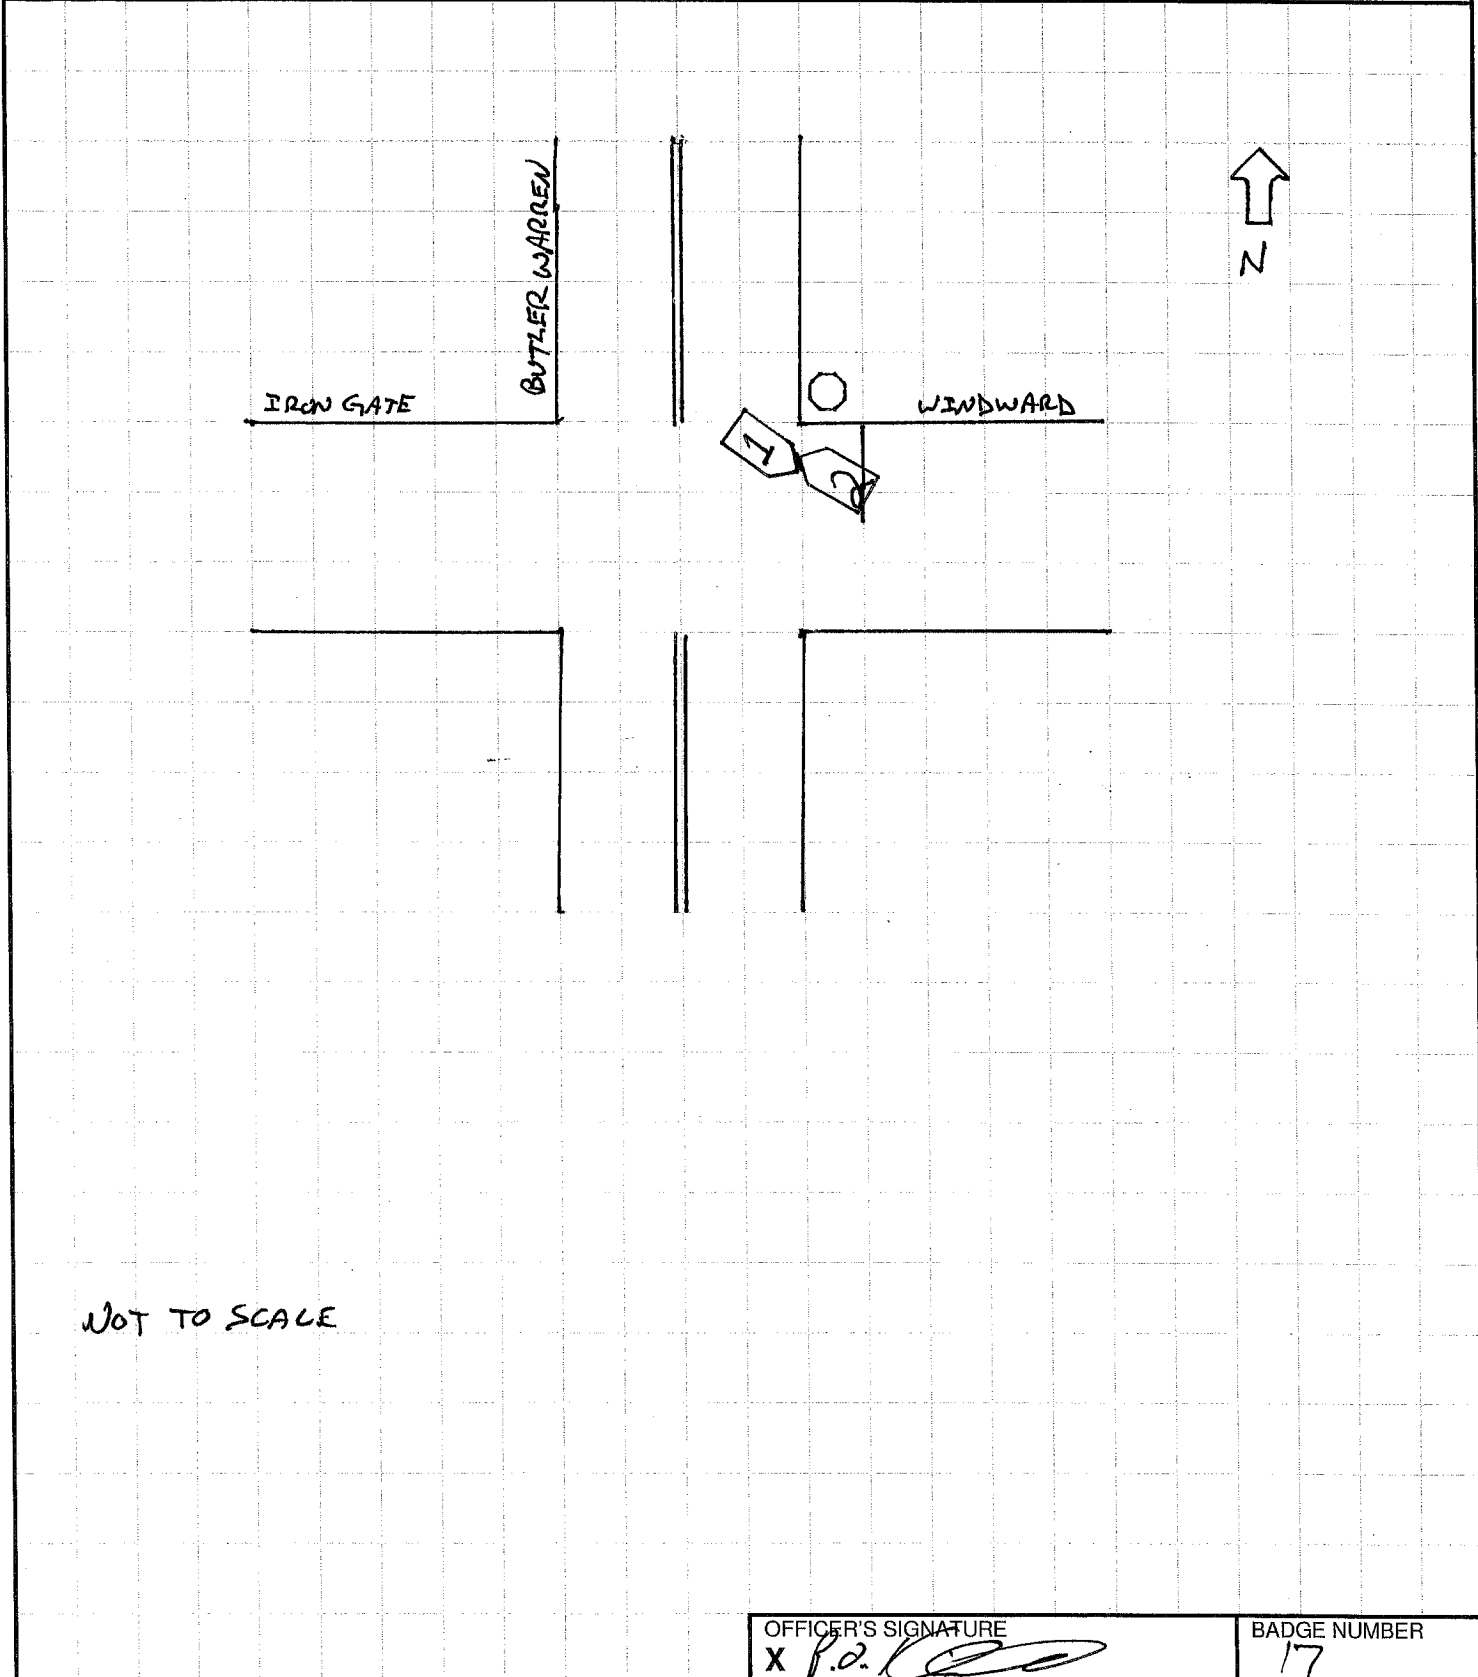 BUTLER WARREN
N
IRON GATE
WINDWARD
1
2
NOT TO SCALE
OFFICER'S SIGNATURE
BADGE NUMBER
X P.O.
17